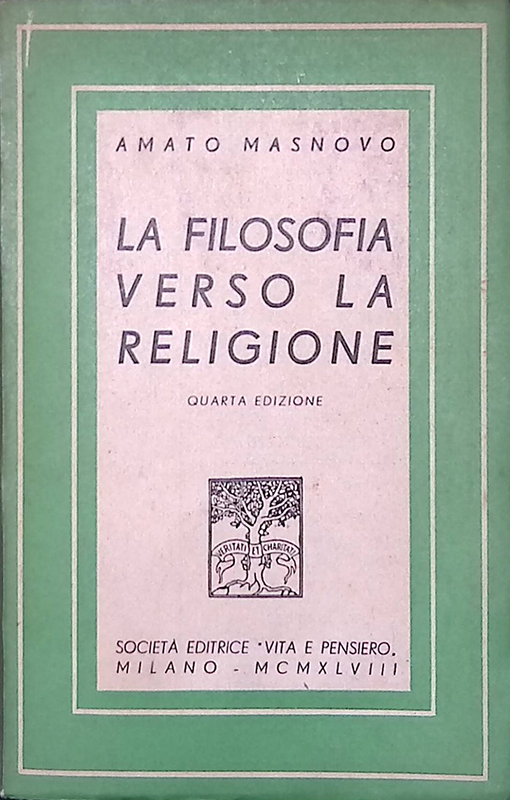 AMATO MASNOVO
LA FILOSOFIA
VERSO LA
RELIGIONE
QUARTA EDIZIONE
VERITATI ET CHARITATI
SOCIETÀ EDITRICE "VITA E PENSIERO"
MILANO - MCMXLVIII